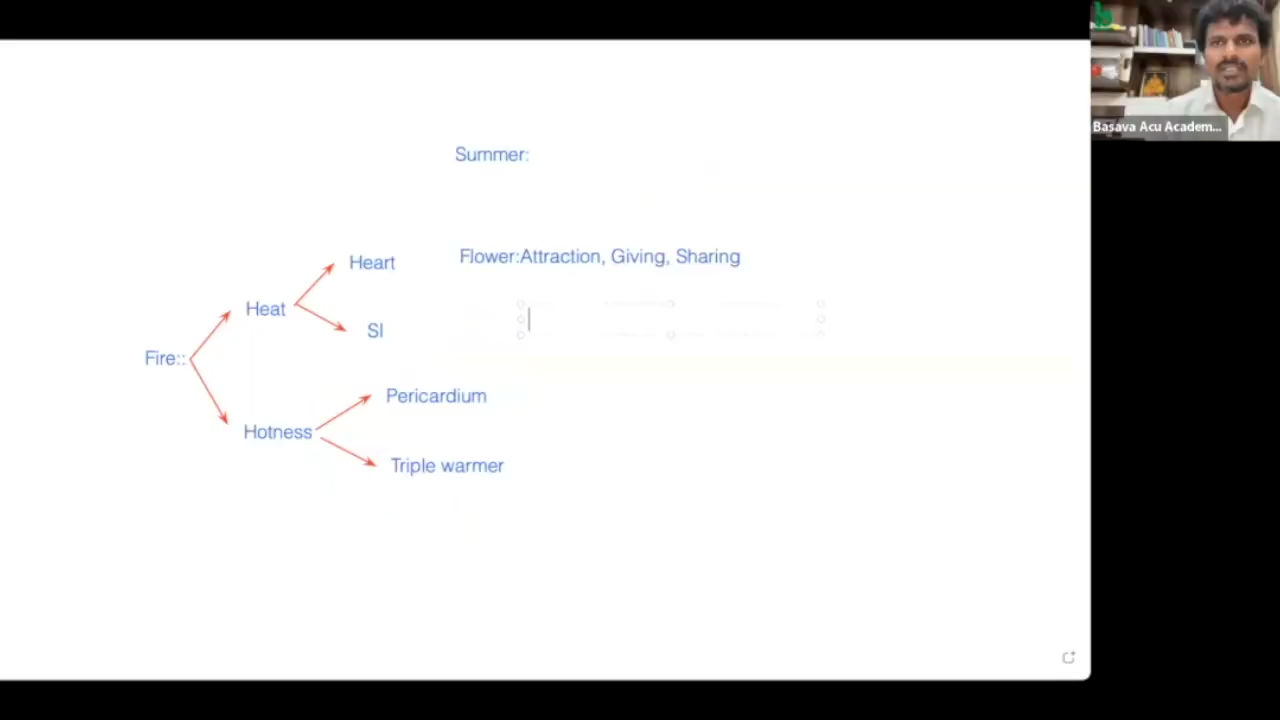 Summer:
Flower:Attraction, Giving, Sharing
Heart
Heat
SI
Fire::
Pericardium
Hotness
Triple warmer
Basava Acu Academ...